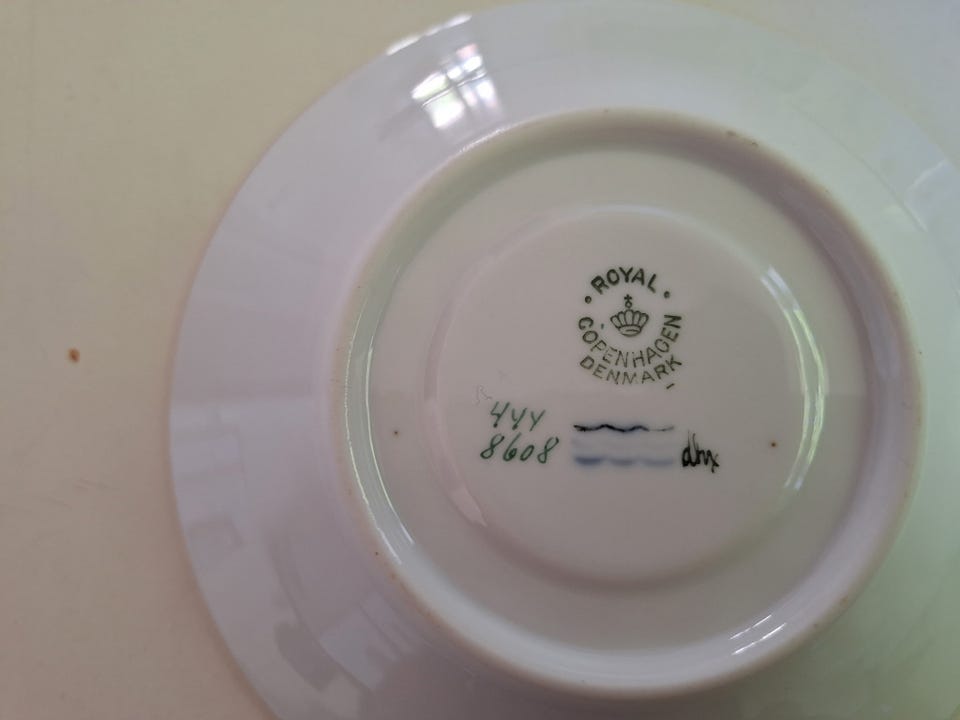 ROYAL
COPENHAGEN
DENMARK
444
8608